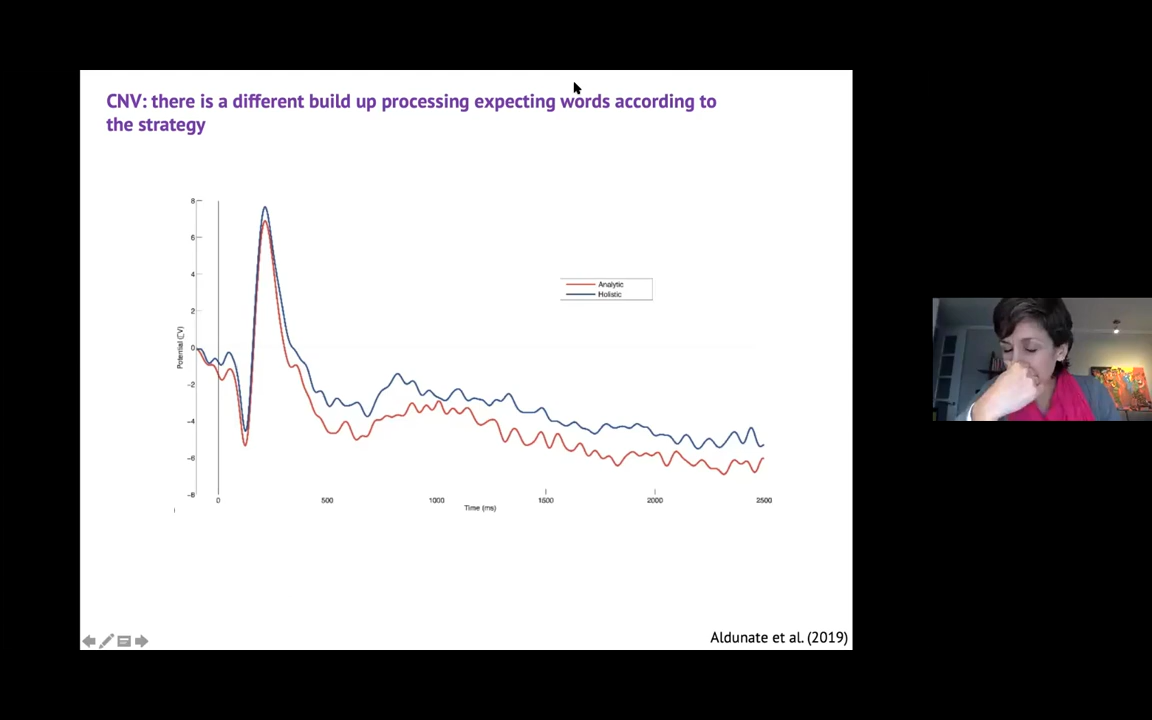 CNV: there is a different build up processing expecting words according to
the strategy
8
6
4
2
0
-2
-4
-6
-8
Potential (
V)
Analytic
Holistic
0
500
1000
1500
2000
2500
Time (ms)
Aldunate et al. (2019)